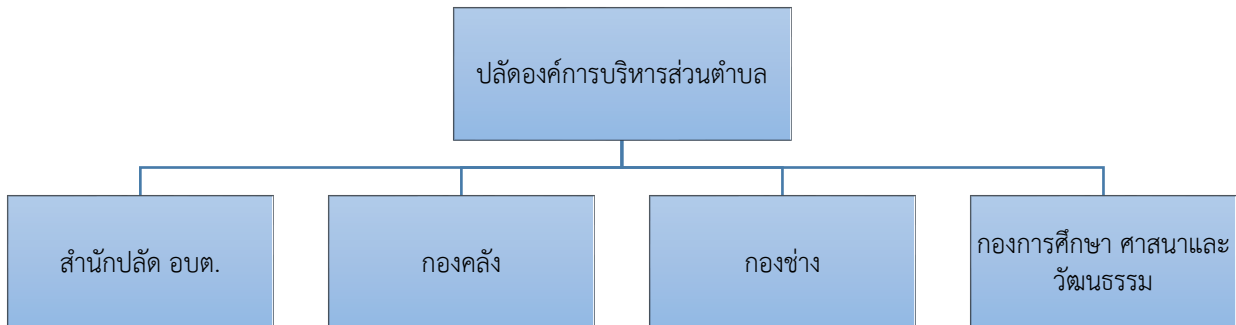 ปลัดองค์การบริหารส่วนตำบล
สำนักปลัด อบต.
กองคลัง
กองช่าง
กองการศึกษา ศาสนาและ
วัฒนธรรม